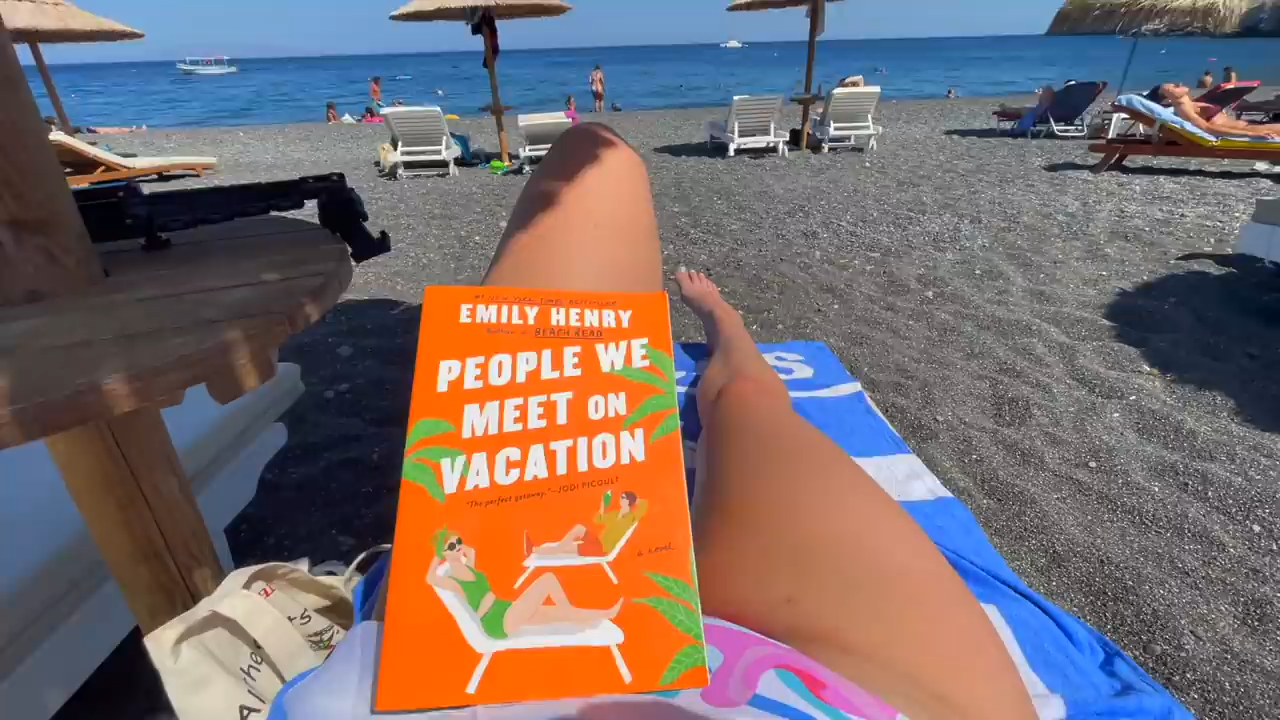 #1 NEW YORK TIMES BESTSELLER
EMILY HENRY
Author of BEACH READ
PEOPLE WE
MEET ON
VACATION
"The perfect getaway."—JODI PICOULT
a novel
S